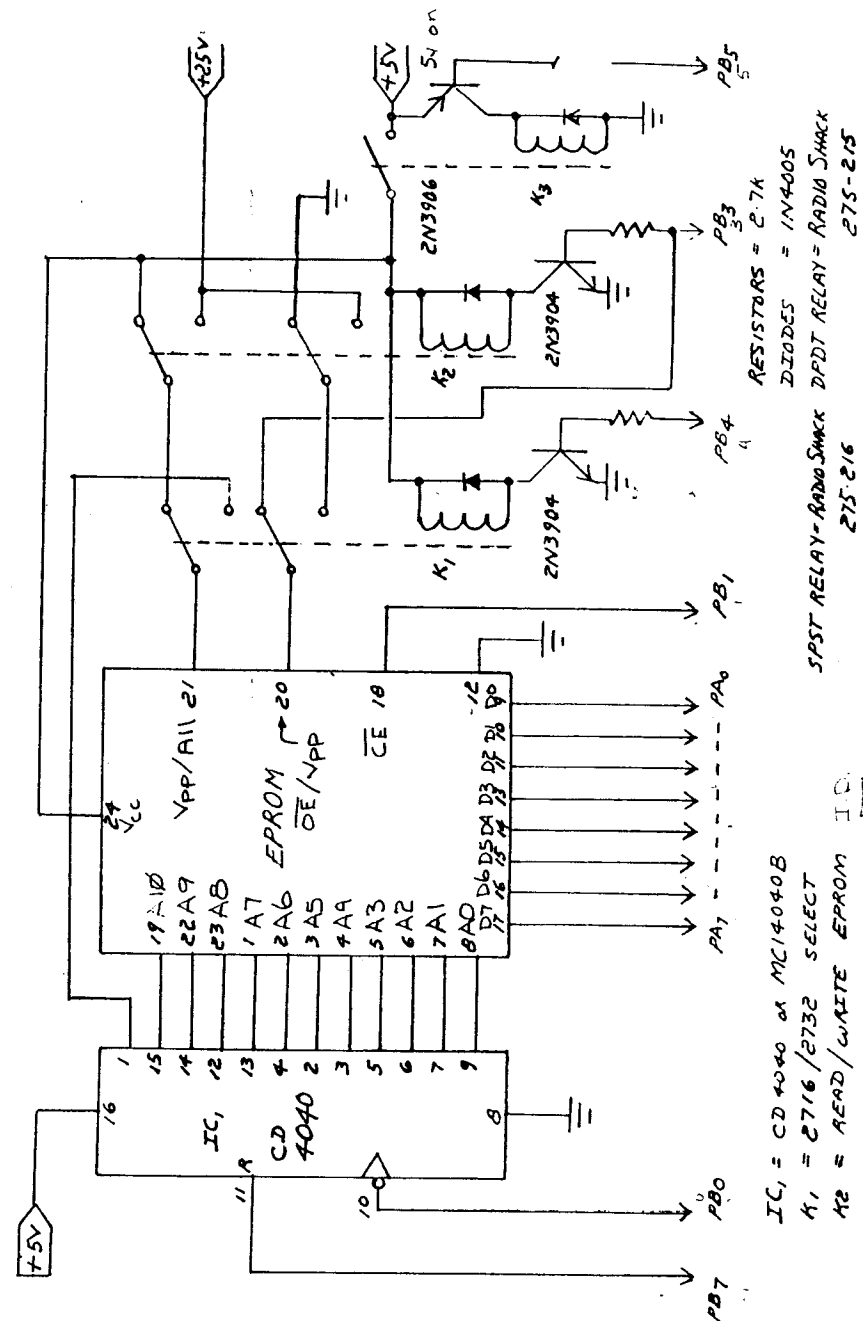 +5V
+25V
+5V
5V on
16
IC1
CD
4040
R
11
10
8
1
15
14
12
13
4
2
3
5
6
7
9
19 A10
22 A9
23 A8
1 A7
2 A6
3 A5
4 A4
5 A3
6 A2
7 A1
8 A0
24
Vcc
VPP/A11 21
EPROM
OE/VPP 20
CE 18
12
D7 D6 D5 D4 D3 D2 D1 D0
17 16 15 14 13 11 10 9
K1
K2
K3
2N3904
2N3904
2N3906
PB7
PB0
PA7 - - - - - - PA0
PB1
PB4
PB3
3
PB5
5
IC1 = CD 4040 OR MC14040B
K1 = 2716/2732 SELECT
K2 = READ/WRITE EPROM
RESISTORS = 2.7K
DIODES = 1N4005
SPST RELAY = RADIO SHACK
275-216
DPDT RELAY = RADIO SHACK
275-215